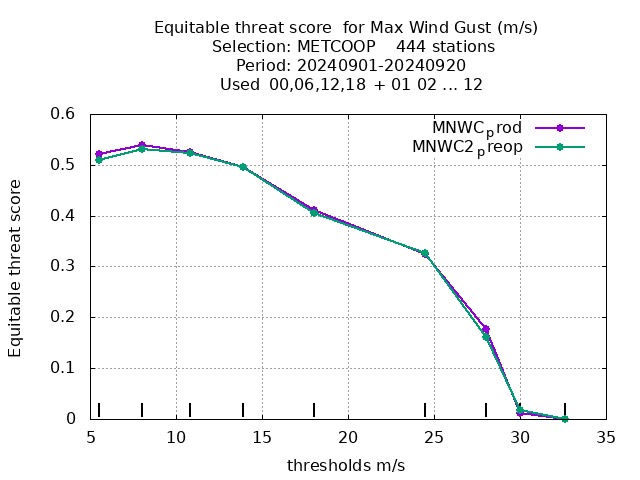 Equitable threat score  for Max Wind Gust (m/s)
Selection: METCOOP    444 stations
Period: 20240901-20240920
Used  00,06,12,18  + 01 02 ... 12
MNWCprod
MNWC2preop
Equitable threat score
0.6
0.5
0.4
0.3
0.2
0.1
0
5 10 15 20 25 30 35
thresholds m/s